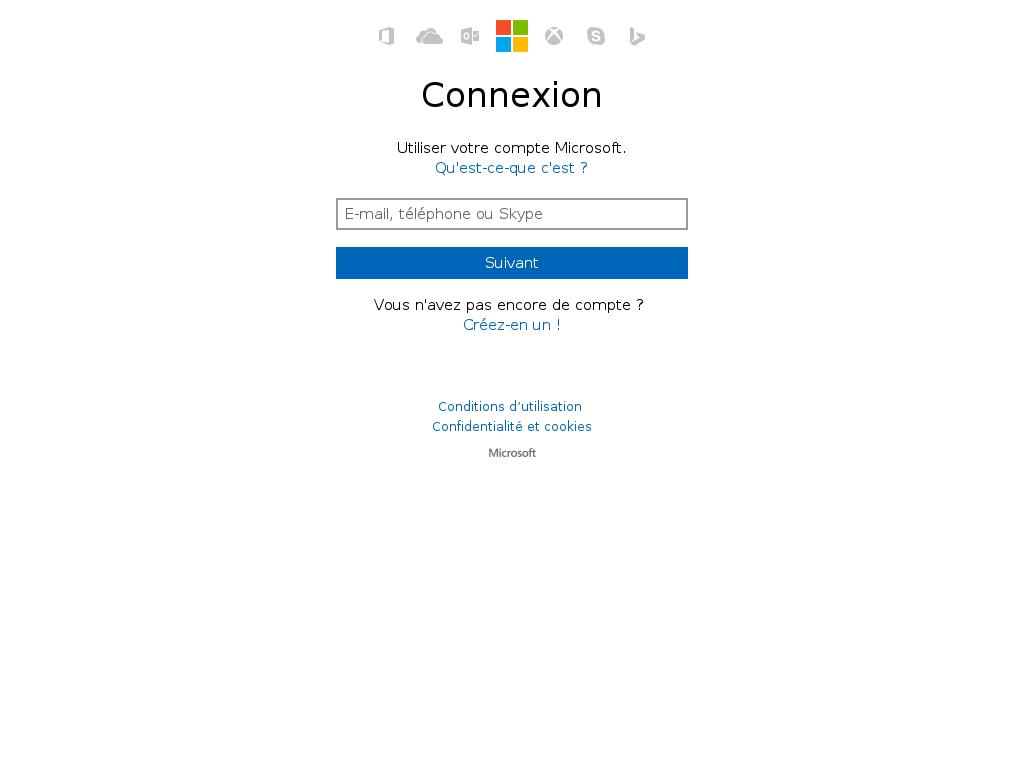 Connexion
Utiliser votre compte Microsoft.
Qu'est-ce-que c'est ?
E-mail, téléphone ou Skype
Suivant
Vous n'avez pas encore de compte ?
Créez-en un !
Conditions d’utilisation
Confidentialité et cookies
Microsoft